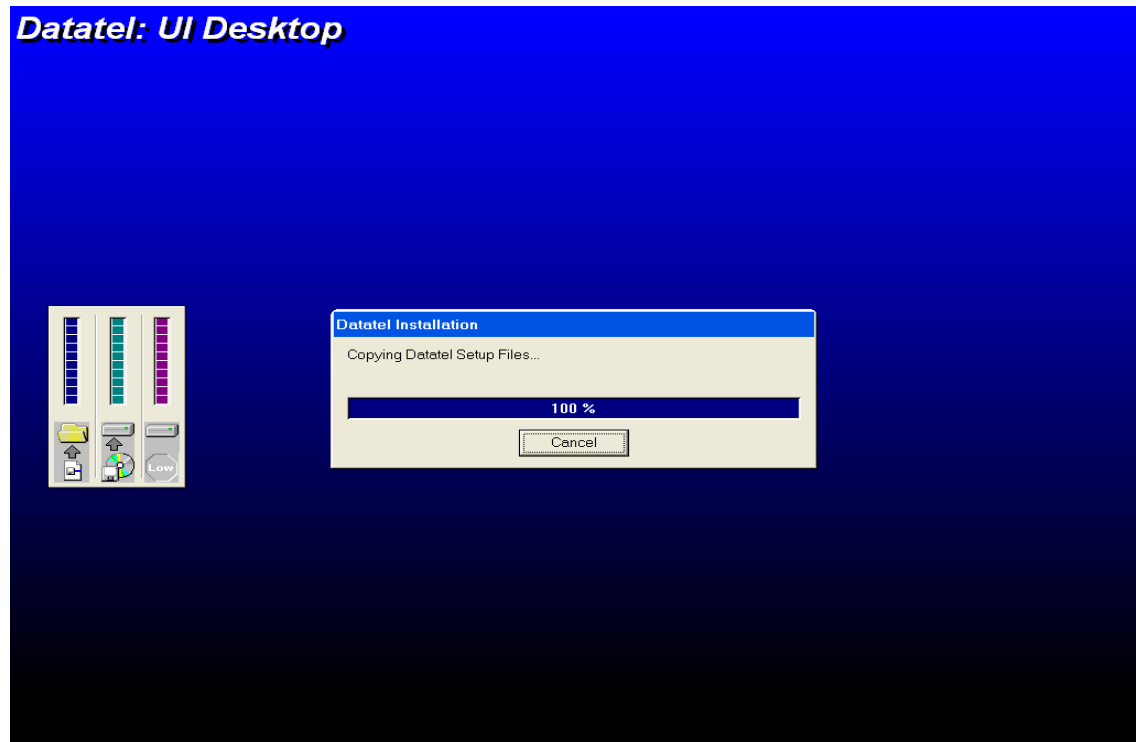 Datatel: UI Desktop
Datatel Installation
Copying Datatel Setup Files...
100 %
Cancel
Low